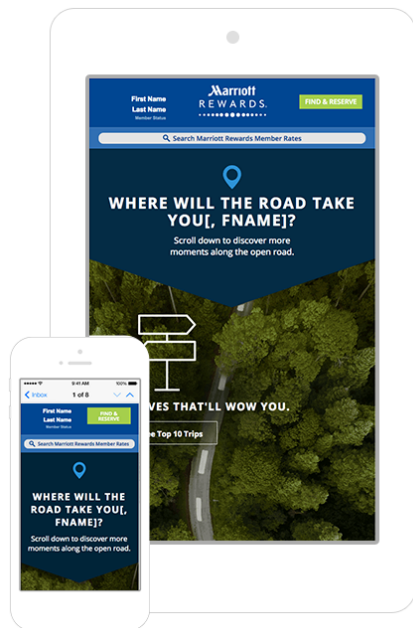 First Name
Last Name
Member Status
Marriott
REWARDS.
FIND & RESERVE
Search Marriott Rewards Member Rates
WHERE WILL THE ROAD TAKE
YOU[, FNAME]?
Scroll down to discover more
moments along the open road.
VES THAT'LL WOW YOU.
e Top 10 Trips
9:41 AM
100%
Inbox
1 of 8
First Name
Last Name
Member Status
FIND &
RESERVE
Search Marriott Rewards Member Rates
WHERE WILL THE
ROAD TAKE YOU[,
FNAME]?
Scroll down to discover more
moments along the open road.